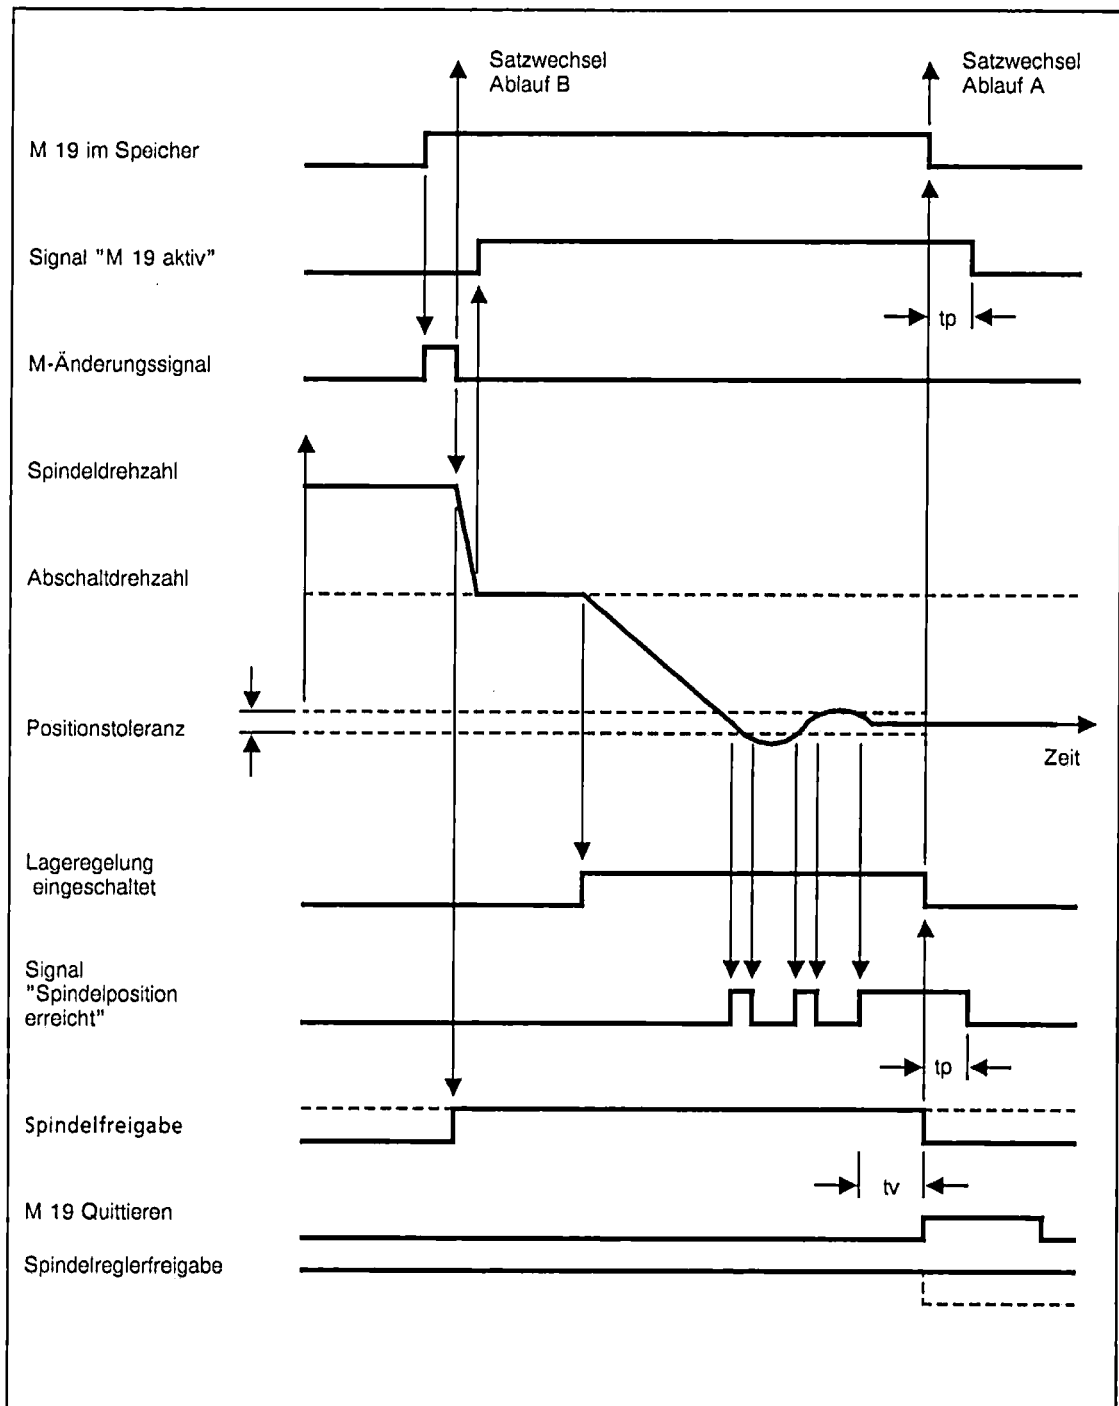 Satzwechsel
Ablauf B
Satzwechsel
Ablauf A
M 19 im Speicher
Signal "M 19 aktiv"
tp
M-Änderungssignal
Spindeldrehzahl
Abschaltdrehzahl
Positionstoleranz
Zeit
Lageregelung
eingeschaltet
Signal
"Spindelposition
erreicht"
tp
Spindelfreigabe
tv
M 19 Quittieren
Spindelreglerfreigabe